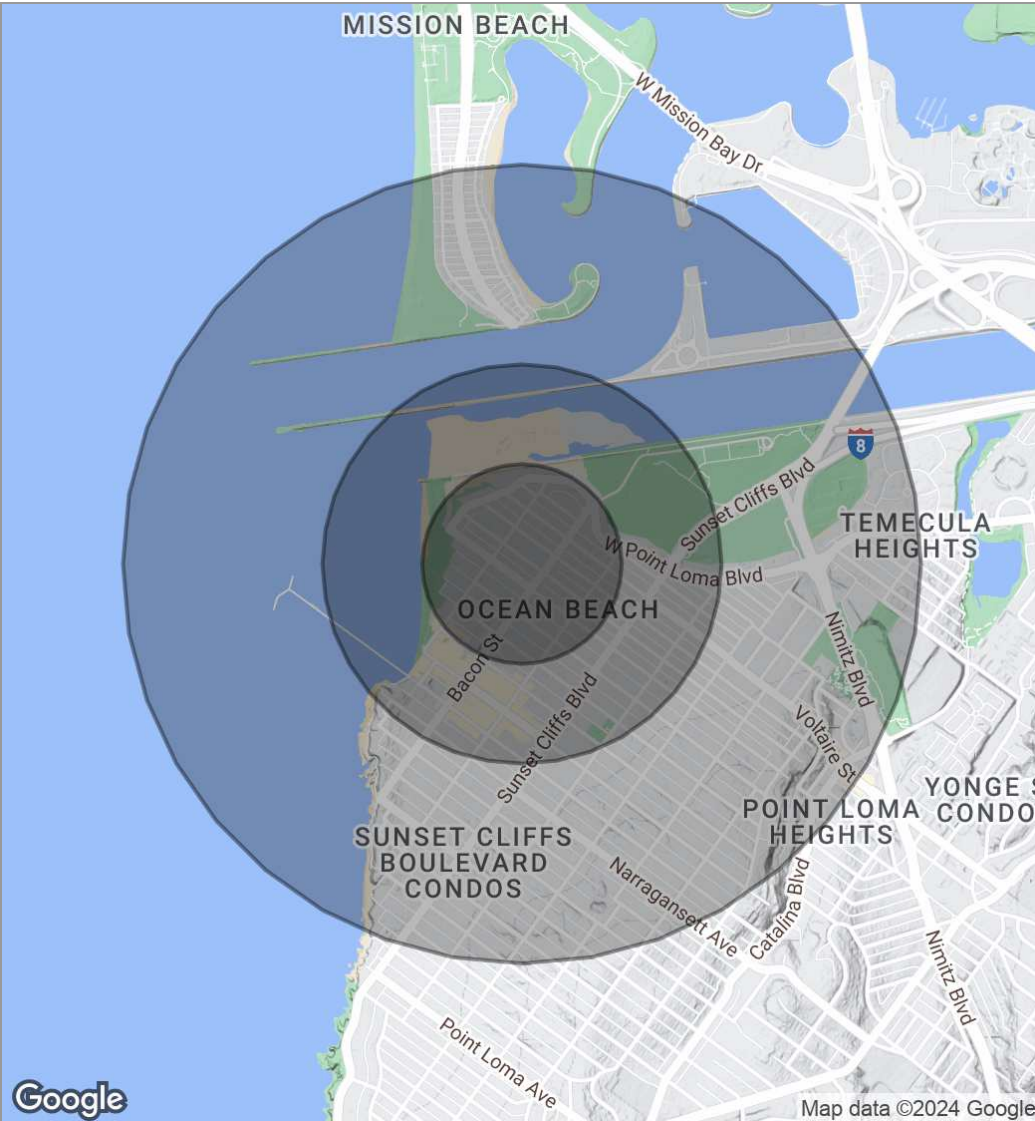 MISSION BEACH
W Mission Bay Dr
8
Sunset Cliffs Blvd
TEMECULA
HEIGHTS
W Point Loma Blvd
OCEAN BEACH
Bacon St
Nimitz Blvd
Sunset Cliffs Blvd
Voltaire St
YONGE S
CONDO
POINT LOMA
HEIGHTS
SUNSET CLIFFS
BOULEVARD
CONDOS
Narragansett Ave
Catalina Blvd
Nimitz Blvd
Point Loma Ave
Google
Map data ©2024 Google